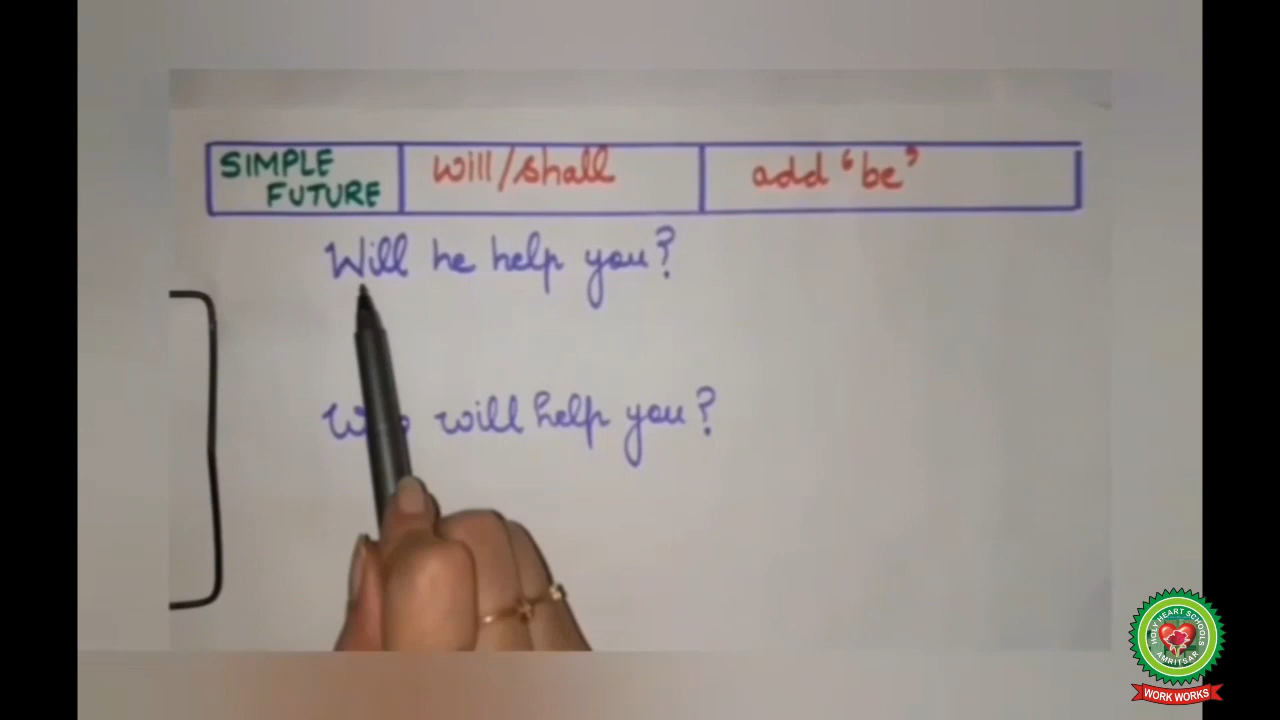 SIMPLE FUTURE
will/shall
add "be"
Will he help you?
will help you?
HOLY HEART SCHOOLS
AMRITSAR
WORK WORKS